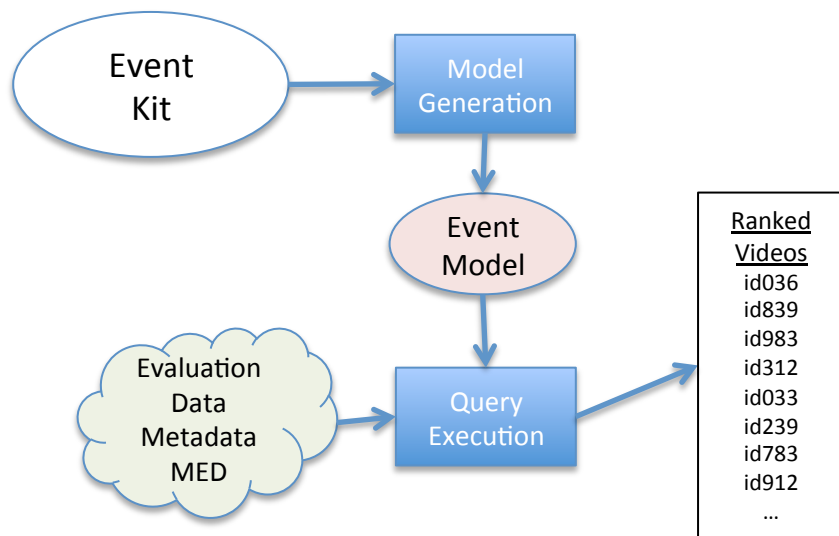 Event
Kit
Model
Generation
Event
Model
Evaluation
Data
Metadata
MED
Query
Execution
Ranked
Videos
id036
id839
id983
id312
id033
id239
id783
id912
...